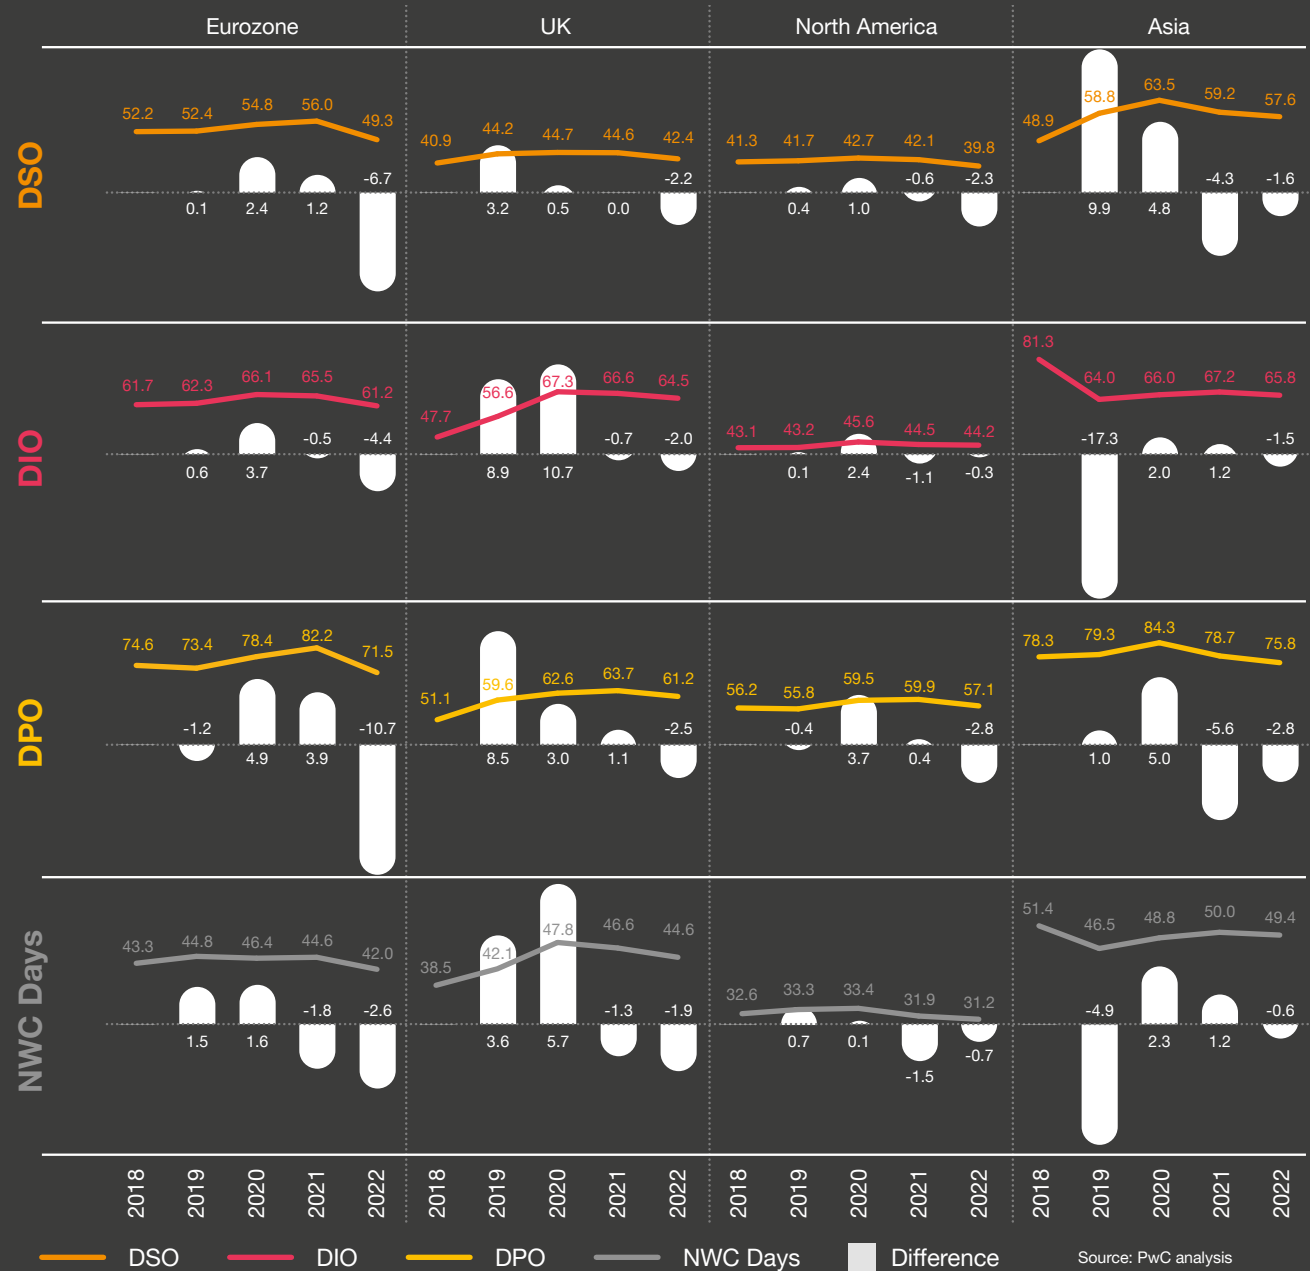 Eurozone UK North America Asia
DSO
52.2 52.4 54.8 56.0 49.3 40.9 44.2 44.7 44.6 42.4 41.3 41.7 42.7 42.1 39.8 48.9 58.8 63.5 59.2 57.6
0.1 2.4 1.2 -6.7 3.2 0.5 0.0 -2.2 0.4 1.0 -0.6 -2.3 9.9 4.8 -4.3 -1.6
DIO
61.7 62.3 66.1 65.5 61.2 47.7 56.6 67.3 66.6 64.5 43.1 43.2 45.6 44.5 44.2 81.3 64.0 66.0 67.2 65.8
0.6 3.7 -0.5 -4.4 8.9 10.7 -0.7 -2.0 0.1 2.4 -1.1 -0.3 -17.3 2.0 1.2 -1.5
DPO
74.6 73.4 78.4 82.2 71.5 51.1 59.6 62.6 63.7 61.2 56.2 55.8 59.5 59.9 57.1 78.3 79.3 84.3 78.7 75.8
-1.2 4.9 3.9 -10.7 8.5 3.0 1.1 -2.5 -0.4 3.7 0.4 -2.8 1.0 5.0 -5.6 -2.8
NWC Days
43.3 44.8 46.4 44.6 42.0 38.5 42.1 47.8 46.6 44.6 32.6 33.3 33.4 31.9 31.2 51.4 46.5 48.8 50.0 49.4
1.5 1.6 -1.8 -2.6 3.6 5.7 -1.3 -1.9 0.7 0.1 -1.5 -0.7 -4.9 2.3 1.2 -0.6
2018 2019 2020 2021 2022 2018 2019 2020 2021 2022 2018 2019 2020 2021 2022 2018 2019 2020 2021 2022
DSO DIO DPO NWC Days Difference Source: PwC analysis